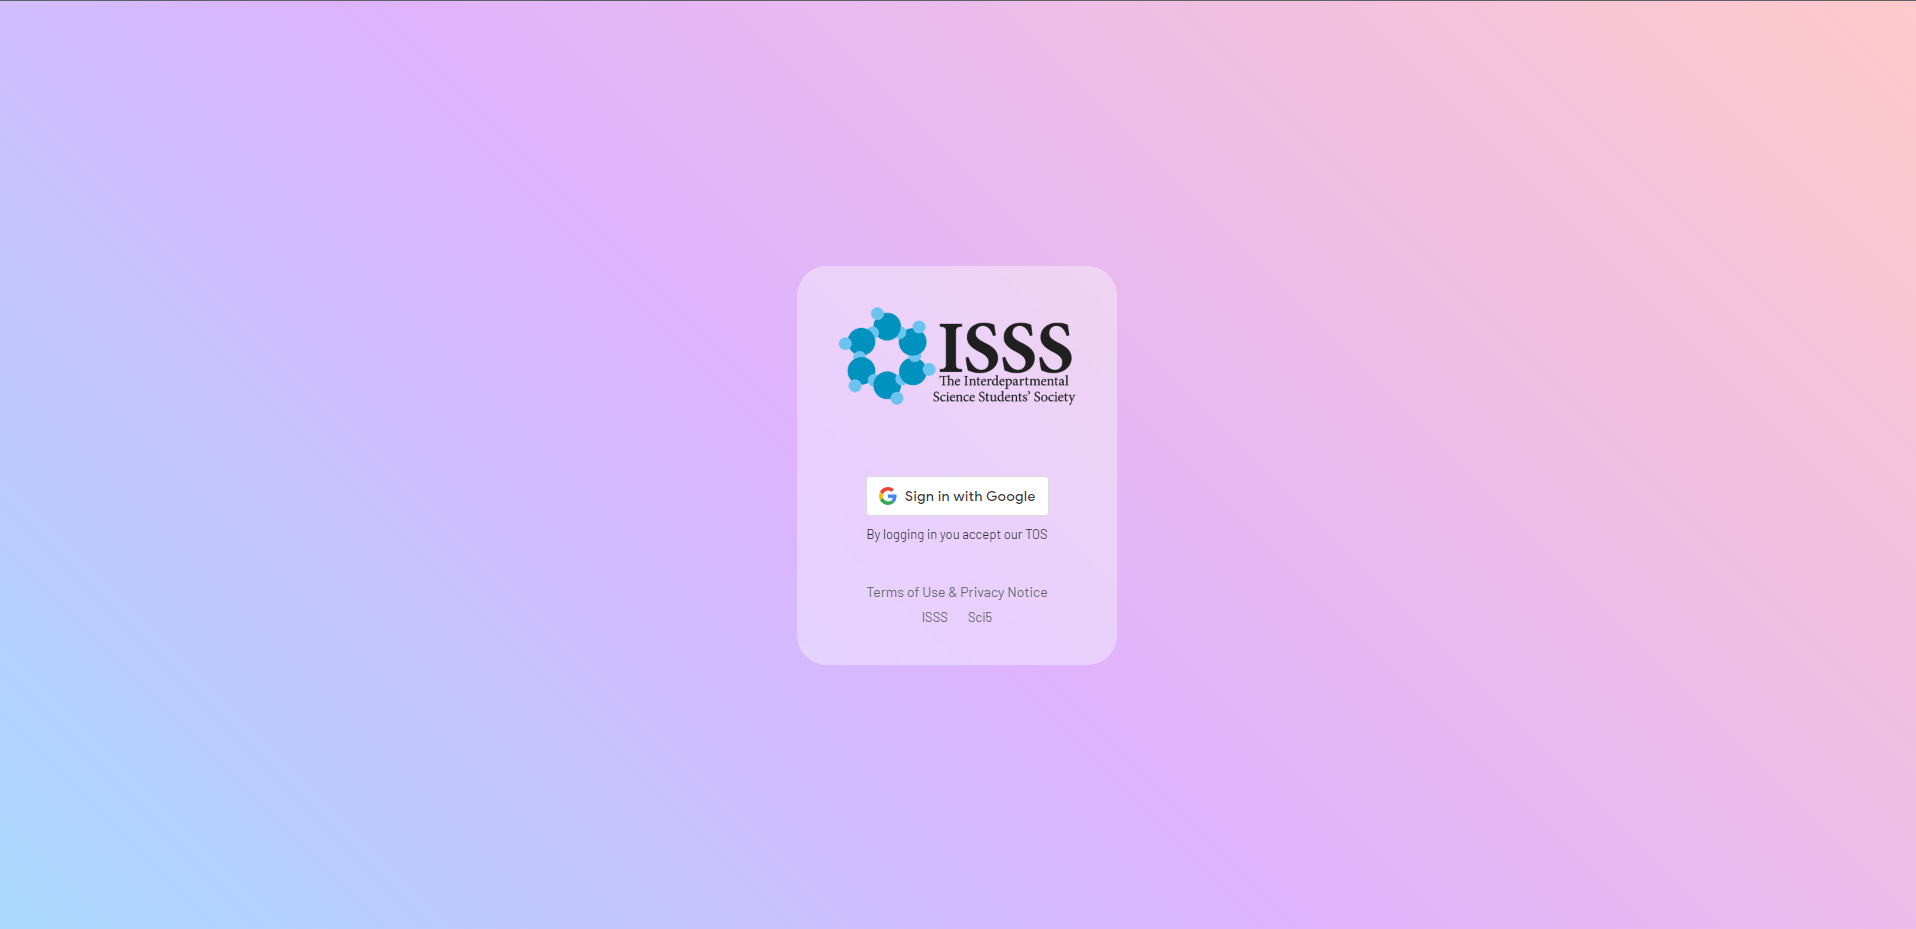 ISSS
The Interdepartmental
Science Students’ Society
Sign in with Google
By logging in you accept our TOS
Terms of Use & Privacy Notice
ISSS Sci5